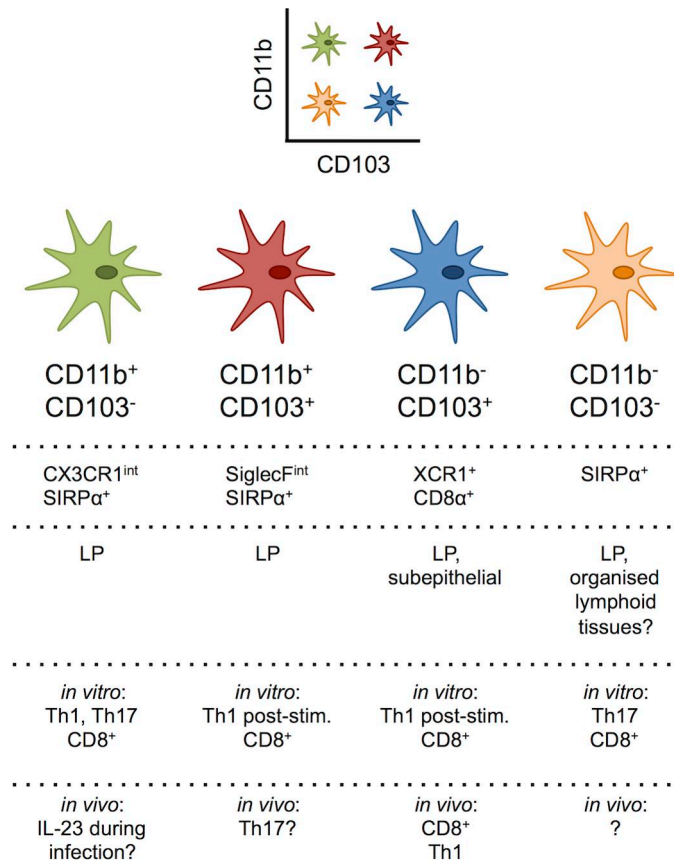 CD11b
CD103
CD11b⁺ CD11b⁺ CD11b⁻ CD11b⁻
CD103⁻ CD103⁺ CD103⁺ CD103⁻
CX3CR1ⁱⁿᵗ SiglecFⁱⁿᵗ XCR1⁺ SIRPα⁺
SIRPα⁺ SIRPα⁺ CD8α⁺
LP LP LP, LP,
subepithelial organised
lymphoid
tissues?
in vitro: in vitro: in vitro: in vitro:
Th1, Th17 Th1 post-stim. Th1 post-stim. Th17
CD8⁺ CD8⁺ CD8⁺ CD8⁺
in vivo: in vivo: in vivo: in vivo:
IL-23 during Th17? CD8⁺ ?
infection? Th1